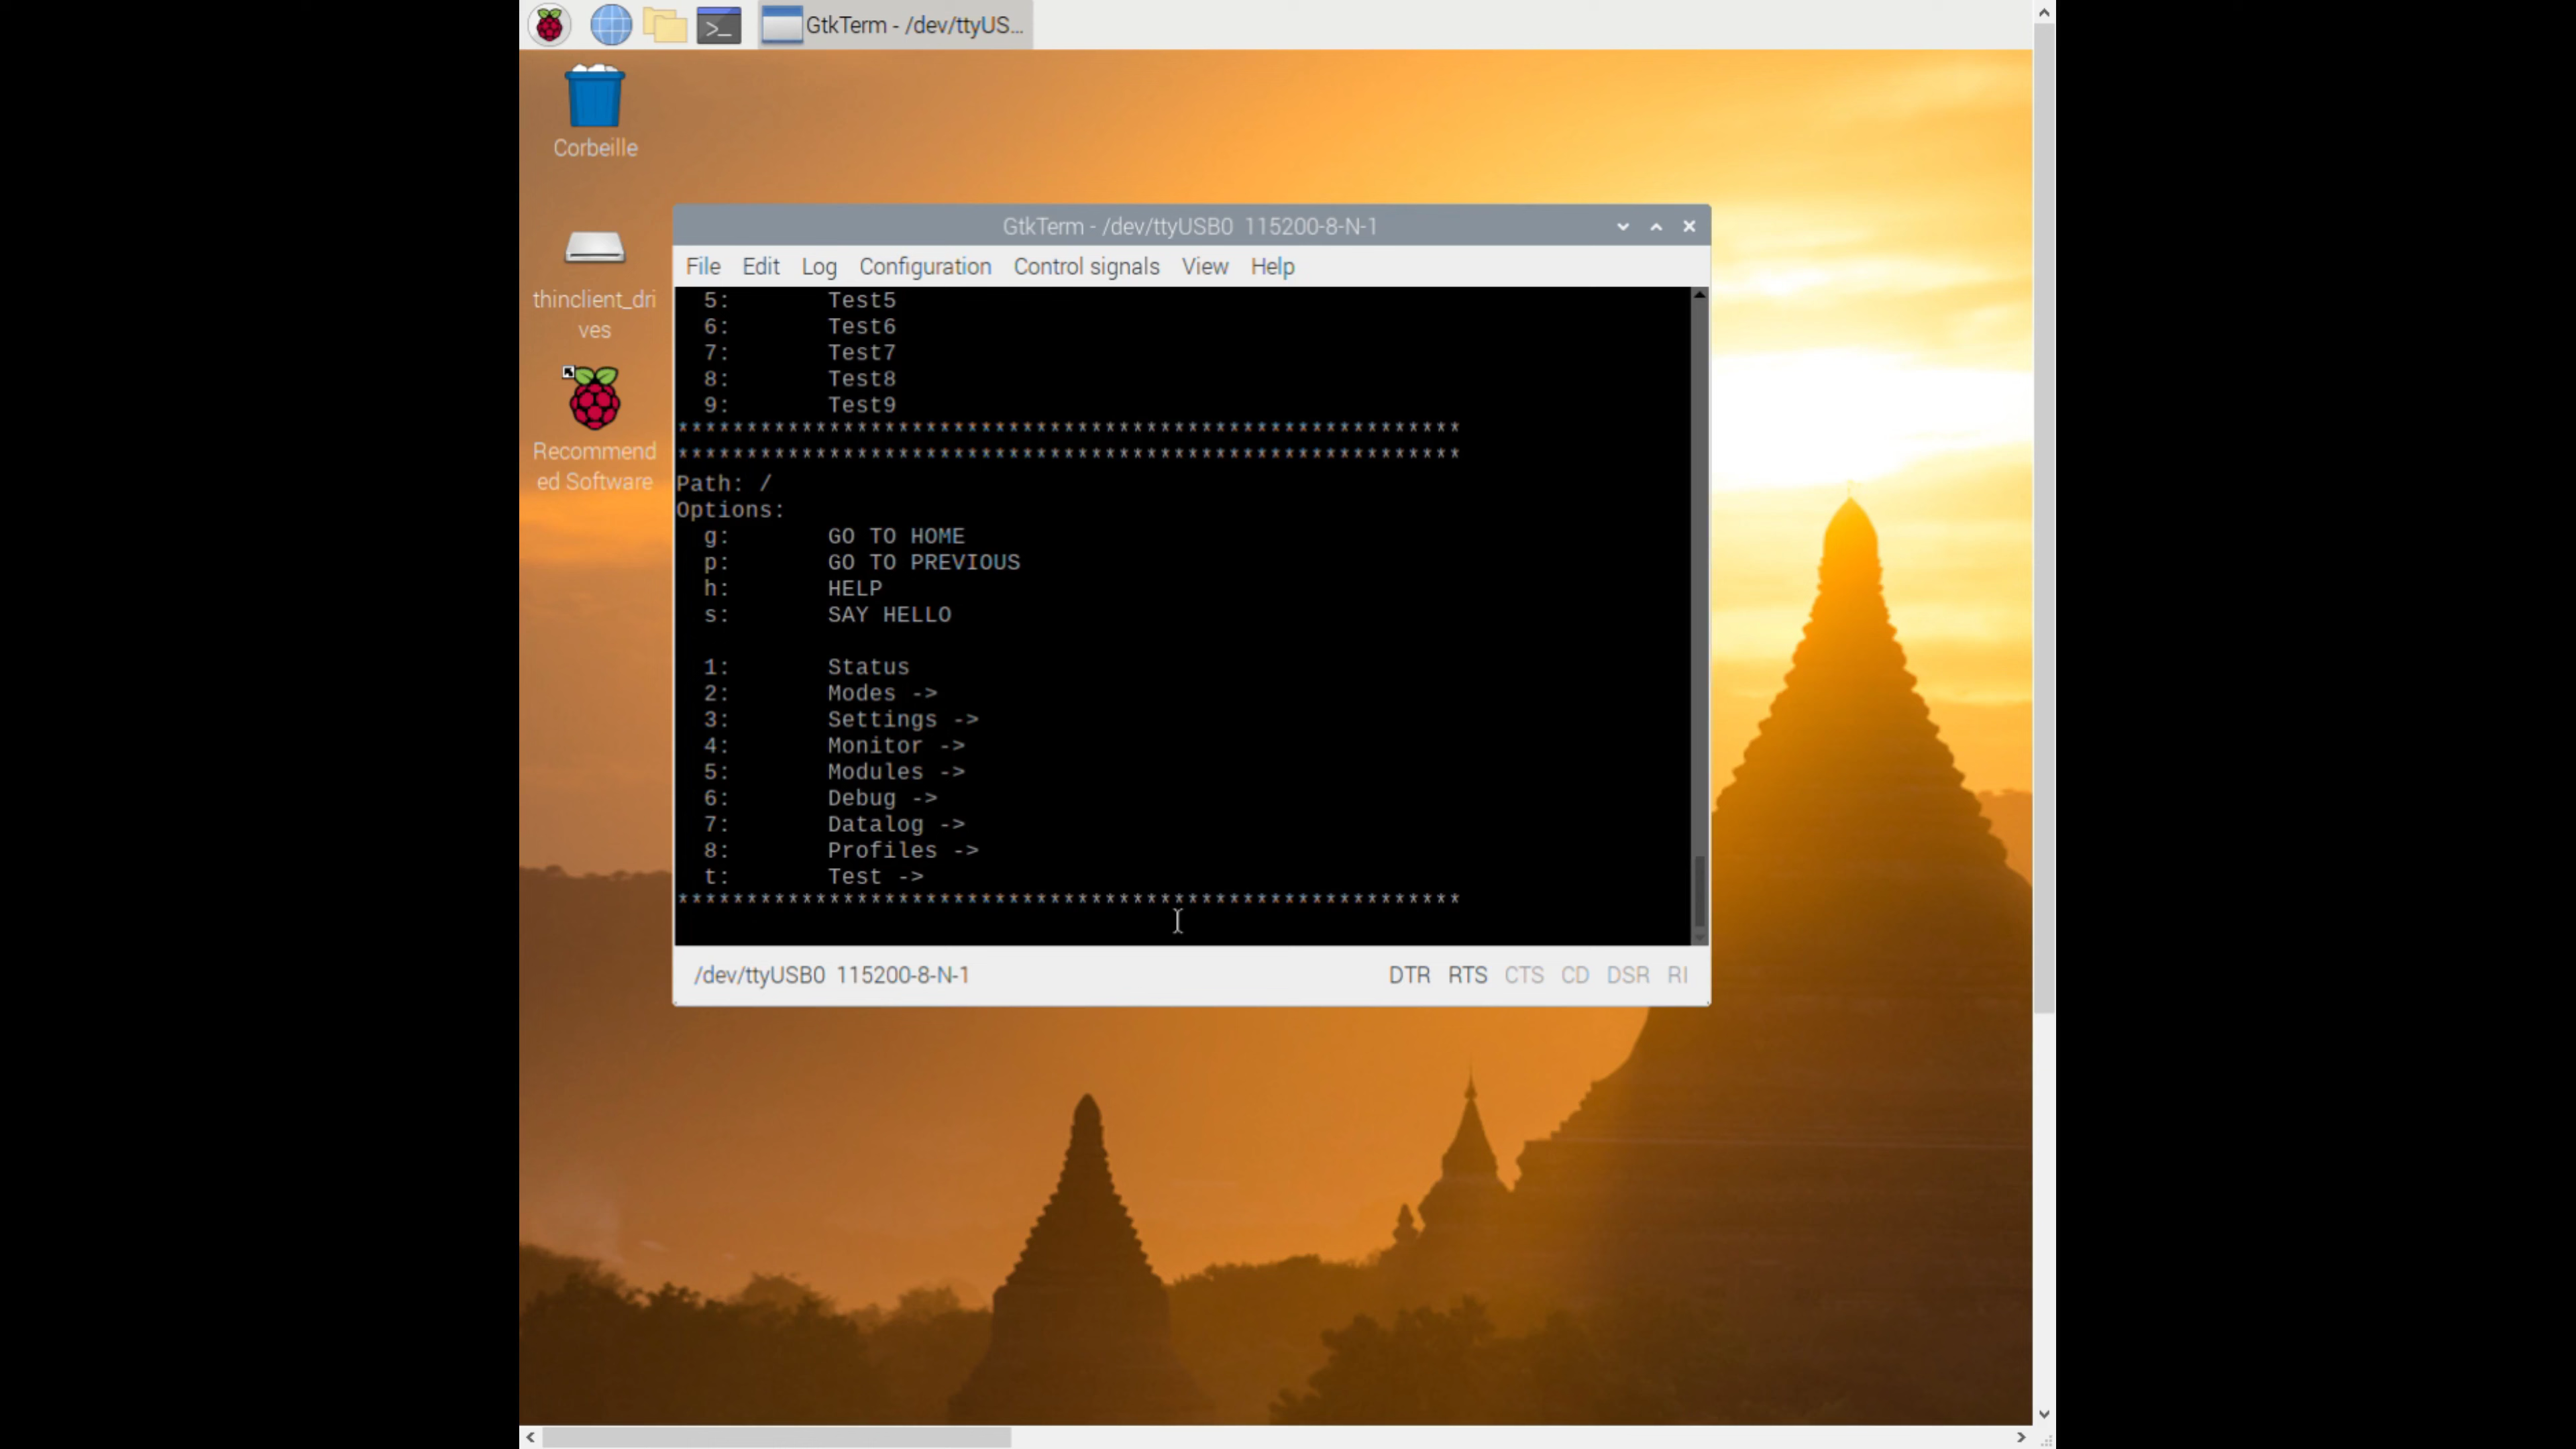 GtkTerm - /dev/ttyUS...
Corbeille
thinclient_dri
ves
Recommend
ed Software
GtkTerm - /dev/ttyUSB0 115200-8-N-1
File Edit Log Configuration Control signals View Help
5: Test5
6: Test6
7: Test7
8: Test8
9: Test9
*********************************************************
*********************************************************
Path: /
Options:
g: GO TO HOME
p: GO TO PREVIOUS
h: HELP
s: SAY HELLO
1: Status
2: Modes ->
3: Settings ->
4: Monitor ->
5: Modules ->
6: Debug ->
7: Datalog ->
8: Profiles ->
t: Test ->
*********************************************************
/dev/ttyUSB0 115200-8-N-1 DTR RTS CTS CD DSR RI